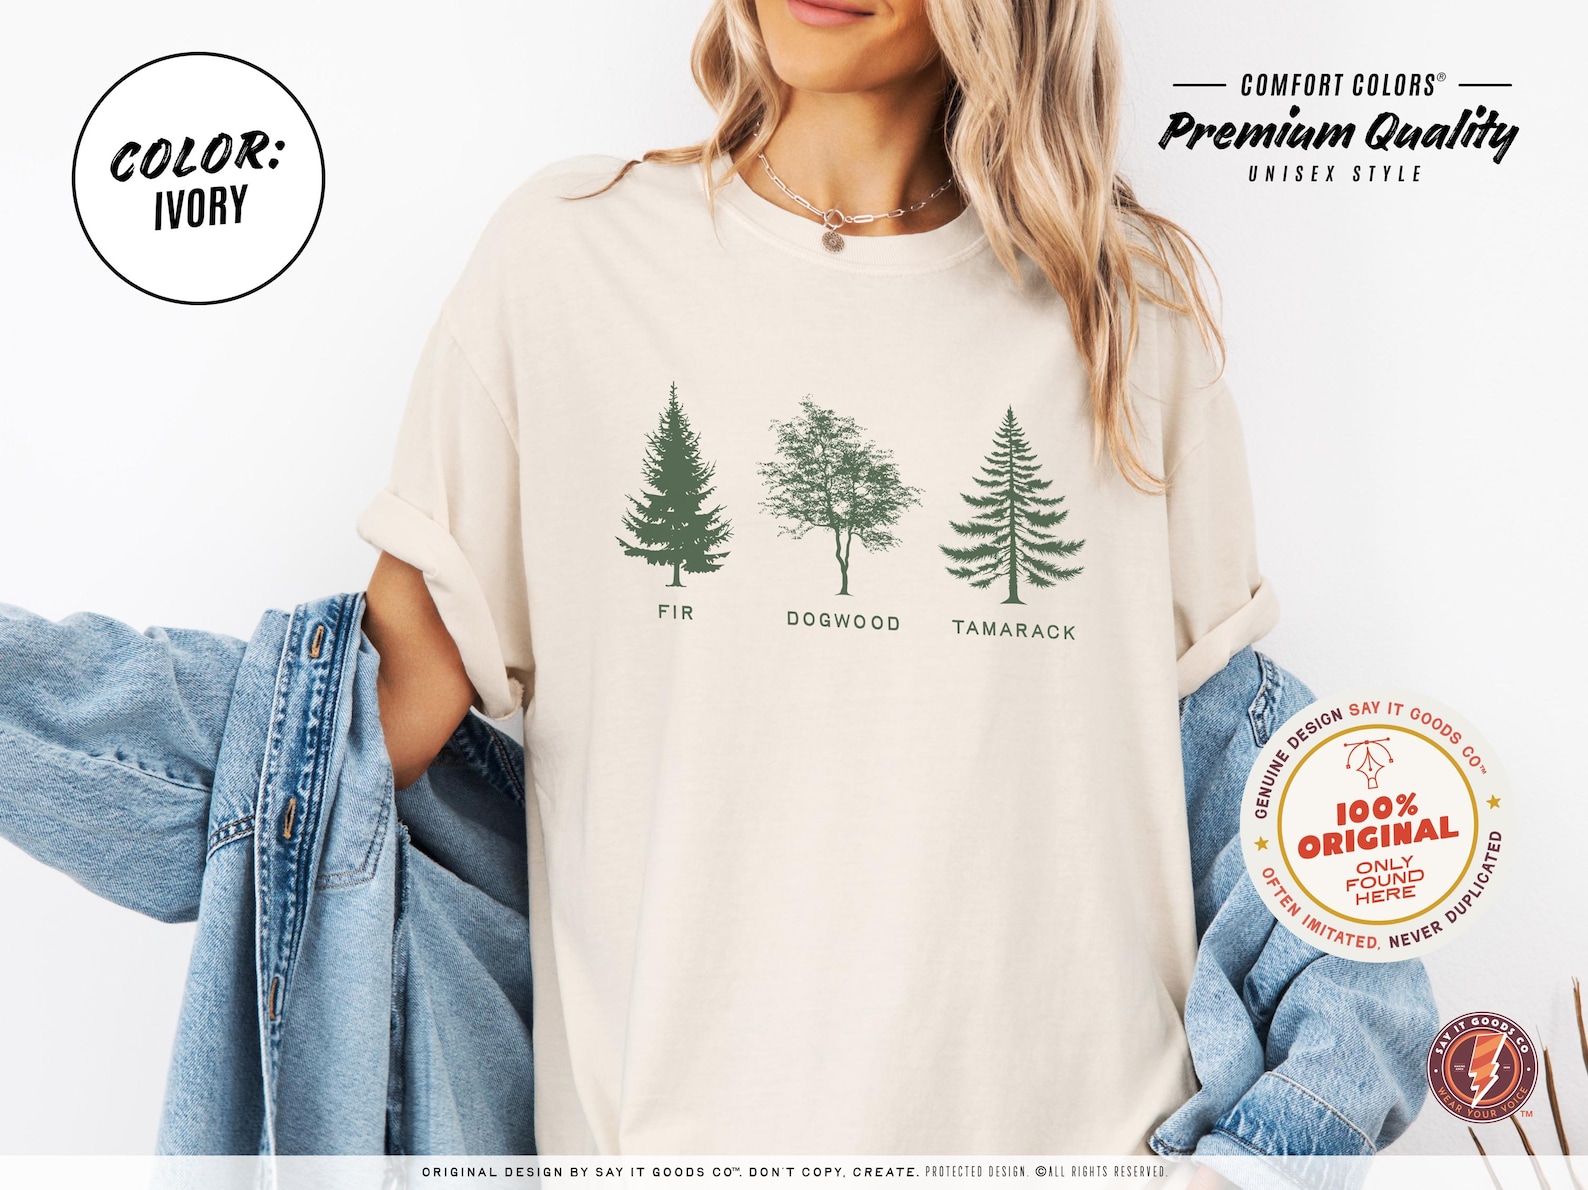 COLOR:
IVORY
COMFORT COLORS®
Premium Quality
UNISEX STYLE
FIR
DOGWOOD
TAMARACK
GENUINE DESIGN SAY IT GOODS CO™
100%
ORIGINAL
ONLY
FOUND
HERE
OFTEN IMITATED, NEVER DUPLICATED
SAY IT GOODS CO
WEAR YOUR VOICE
TM
ORIGINAL DESIGN BY SAY IT GOODS CO™. DON'T COPY, CREATE. PROTECTED DESIGN. ©ALL RIGHTS RESERVED.